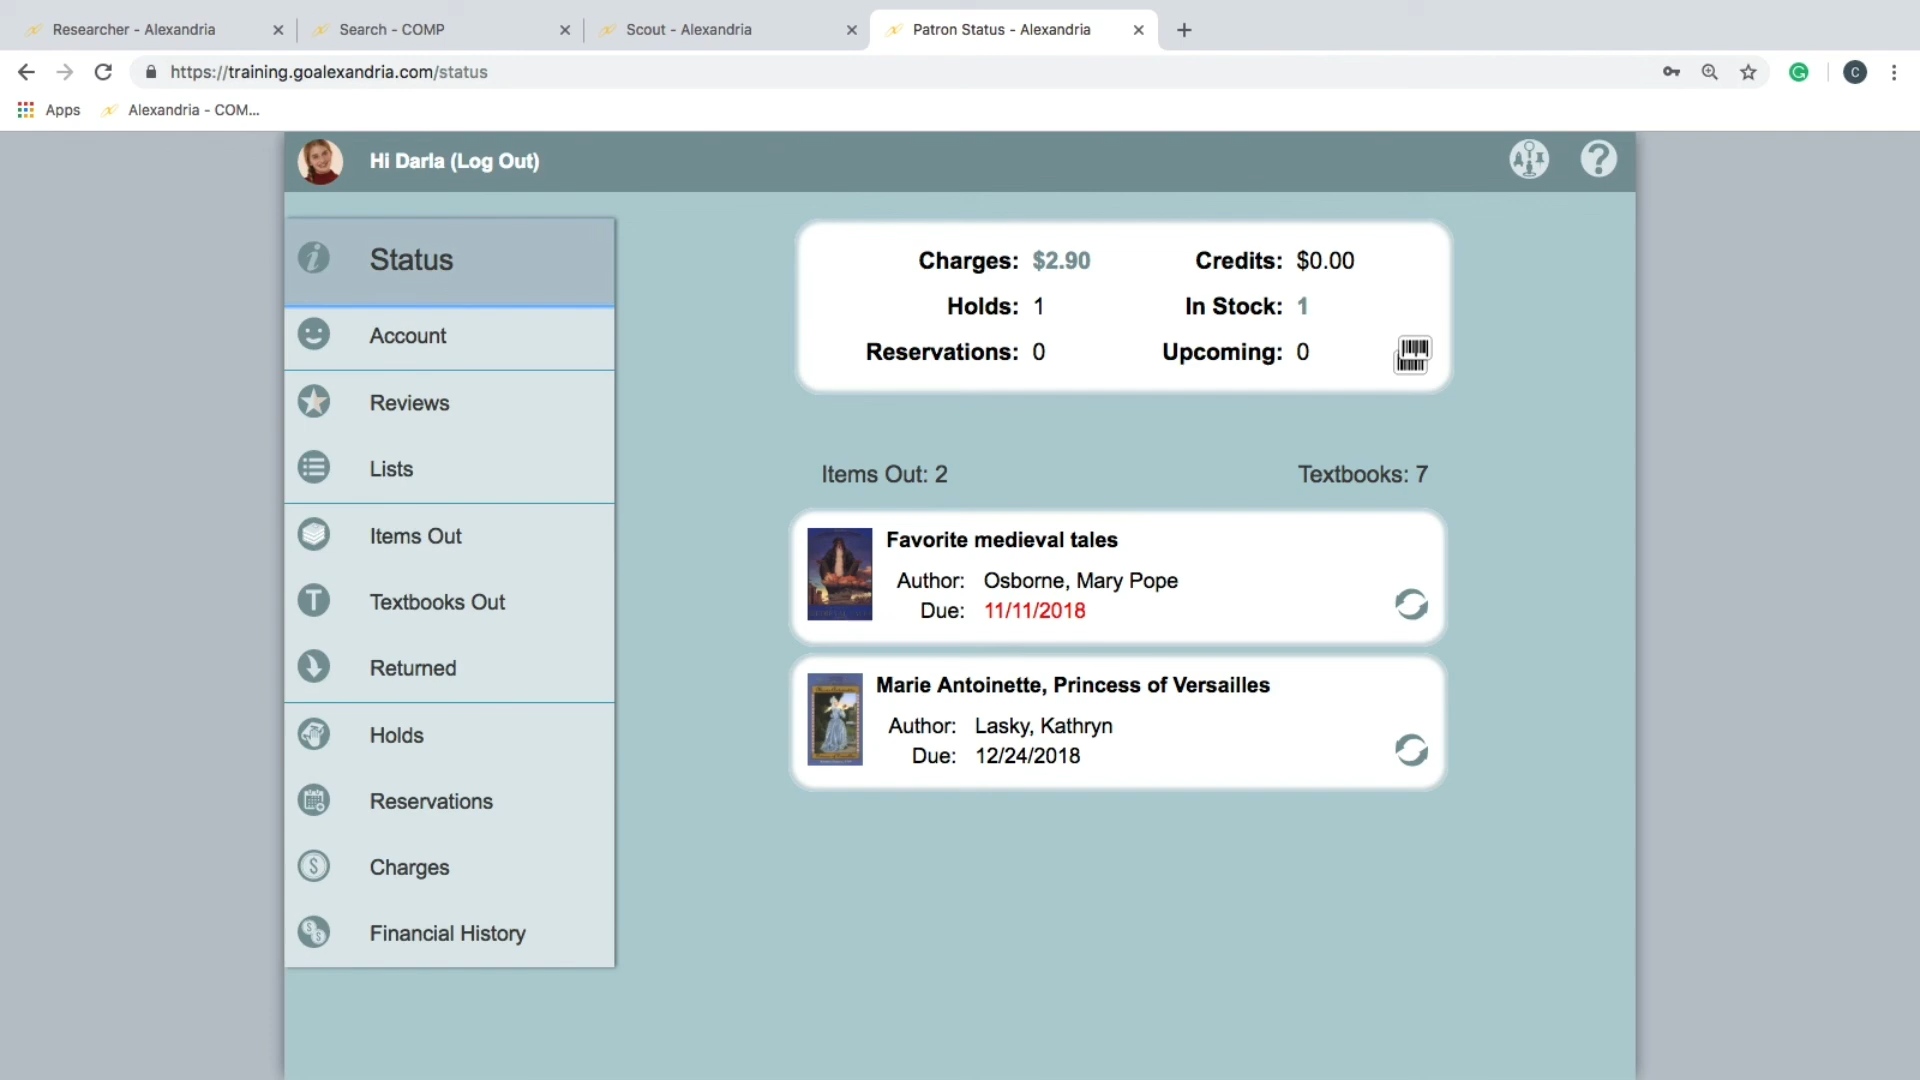 Researcher - Alexandria
Search - COMP
Scout - Alexandria
Patron Status - Alexandria
https://training.goalexandria.com/status
C
Apps
Alexandria - COM...
Hi Darla (Log Out)
?
i
Status
Account
Reviews
Lists
Items Out
T
Textbooks Out
Returned
Holds
Reservations
$
Charges
$ $
Financial History
Charges: $2.90
Credits: $0.00
Holds: 1
In Stock: 1
Reservations: 0
Upcoming: 0
Items Out: 2
Textbooks: 7
Favorite medieval tales
Author: Osborne, Mary Pope
Due: 11/11/2018
Marie Antoinette, Princess of Versailles
Author: Lasky, Kathryn
Due: 12/24/2018